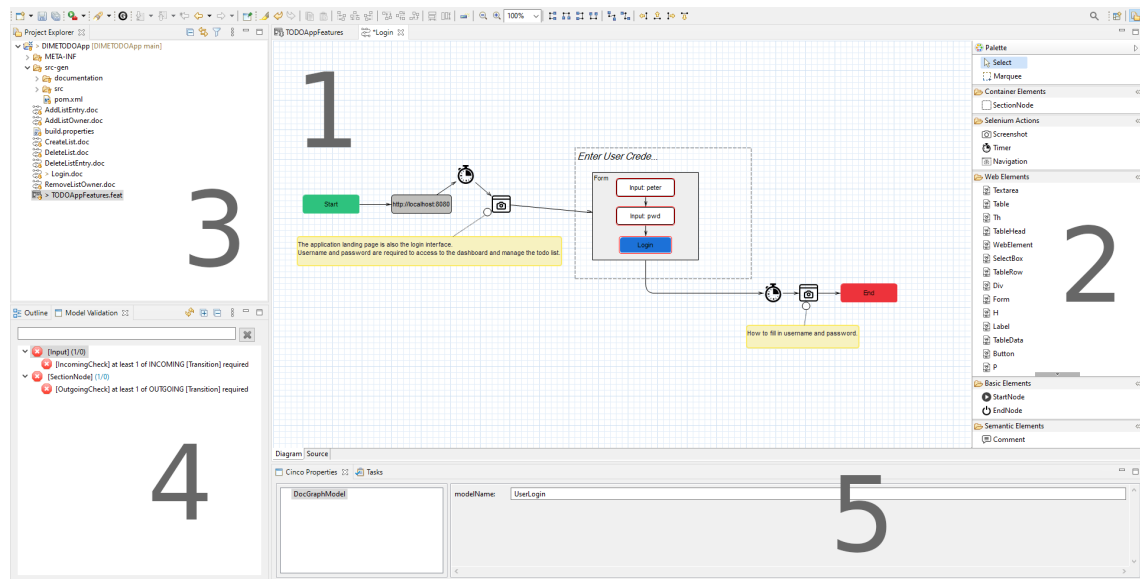 100%
Project Explorer
> DIMETODOApp [DIMETODOApp main]
> META-INF
src-gen
documentation
src
pom.xml
AddListEntry.doc
AddListOwner.doc
build.properties
CreateList.doc
DeleteList.doc
DeleteListEntry.doc
> Login.doc
RemoveListOwner.doc
> TODOAppFeatures.feat
3
TODOAppFeatures
*Login
1
Enter User Crede...
Form
Input: peter
Input: pwd
Login
Start
http://localhost:8080
The application landing page is also the login interface.
Username and password are required to access to the dashboard and manage the todo list.
End
How to fill in username and password.
Diagram Source
Palette
Select
Marquee
Container Elements
SectionNode
Selenium Actions
Screenshot
Timer
Navigation
Web Elements
Textarea
Table
Th
TableHead
WebElement
SelectBox
TableRow
Div
Form
H
Label
TableData
Button
P
Basic Elements
StartNode
EndNode
Semantic Elements
Comment
2
Outline Model Validation
[Input] (1/0)
[IncomingCheck] at least 1 of INCOMING [Transition] required
[SectionNode] (1/0)
[OutgoingCheck] at least 1 of OUTGOING [Transition] required
4
Cinco Properties Tasks
DocGraphModel
modelName: UserLogin
5